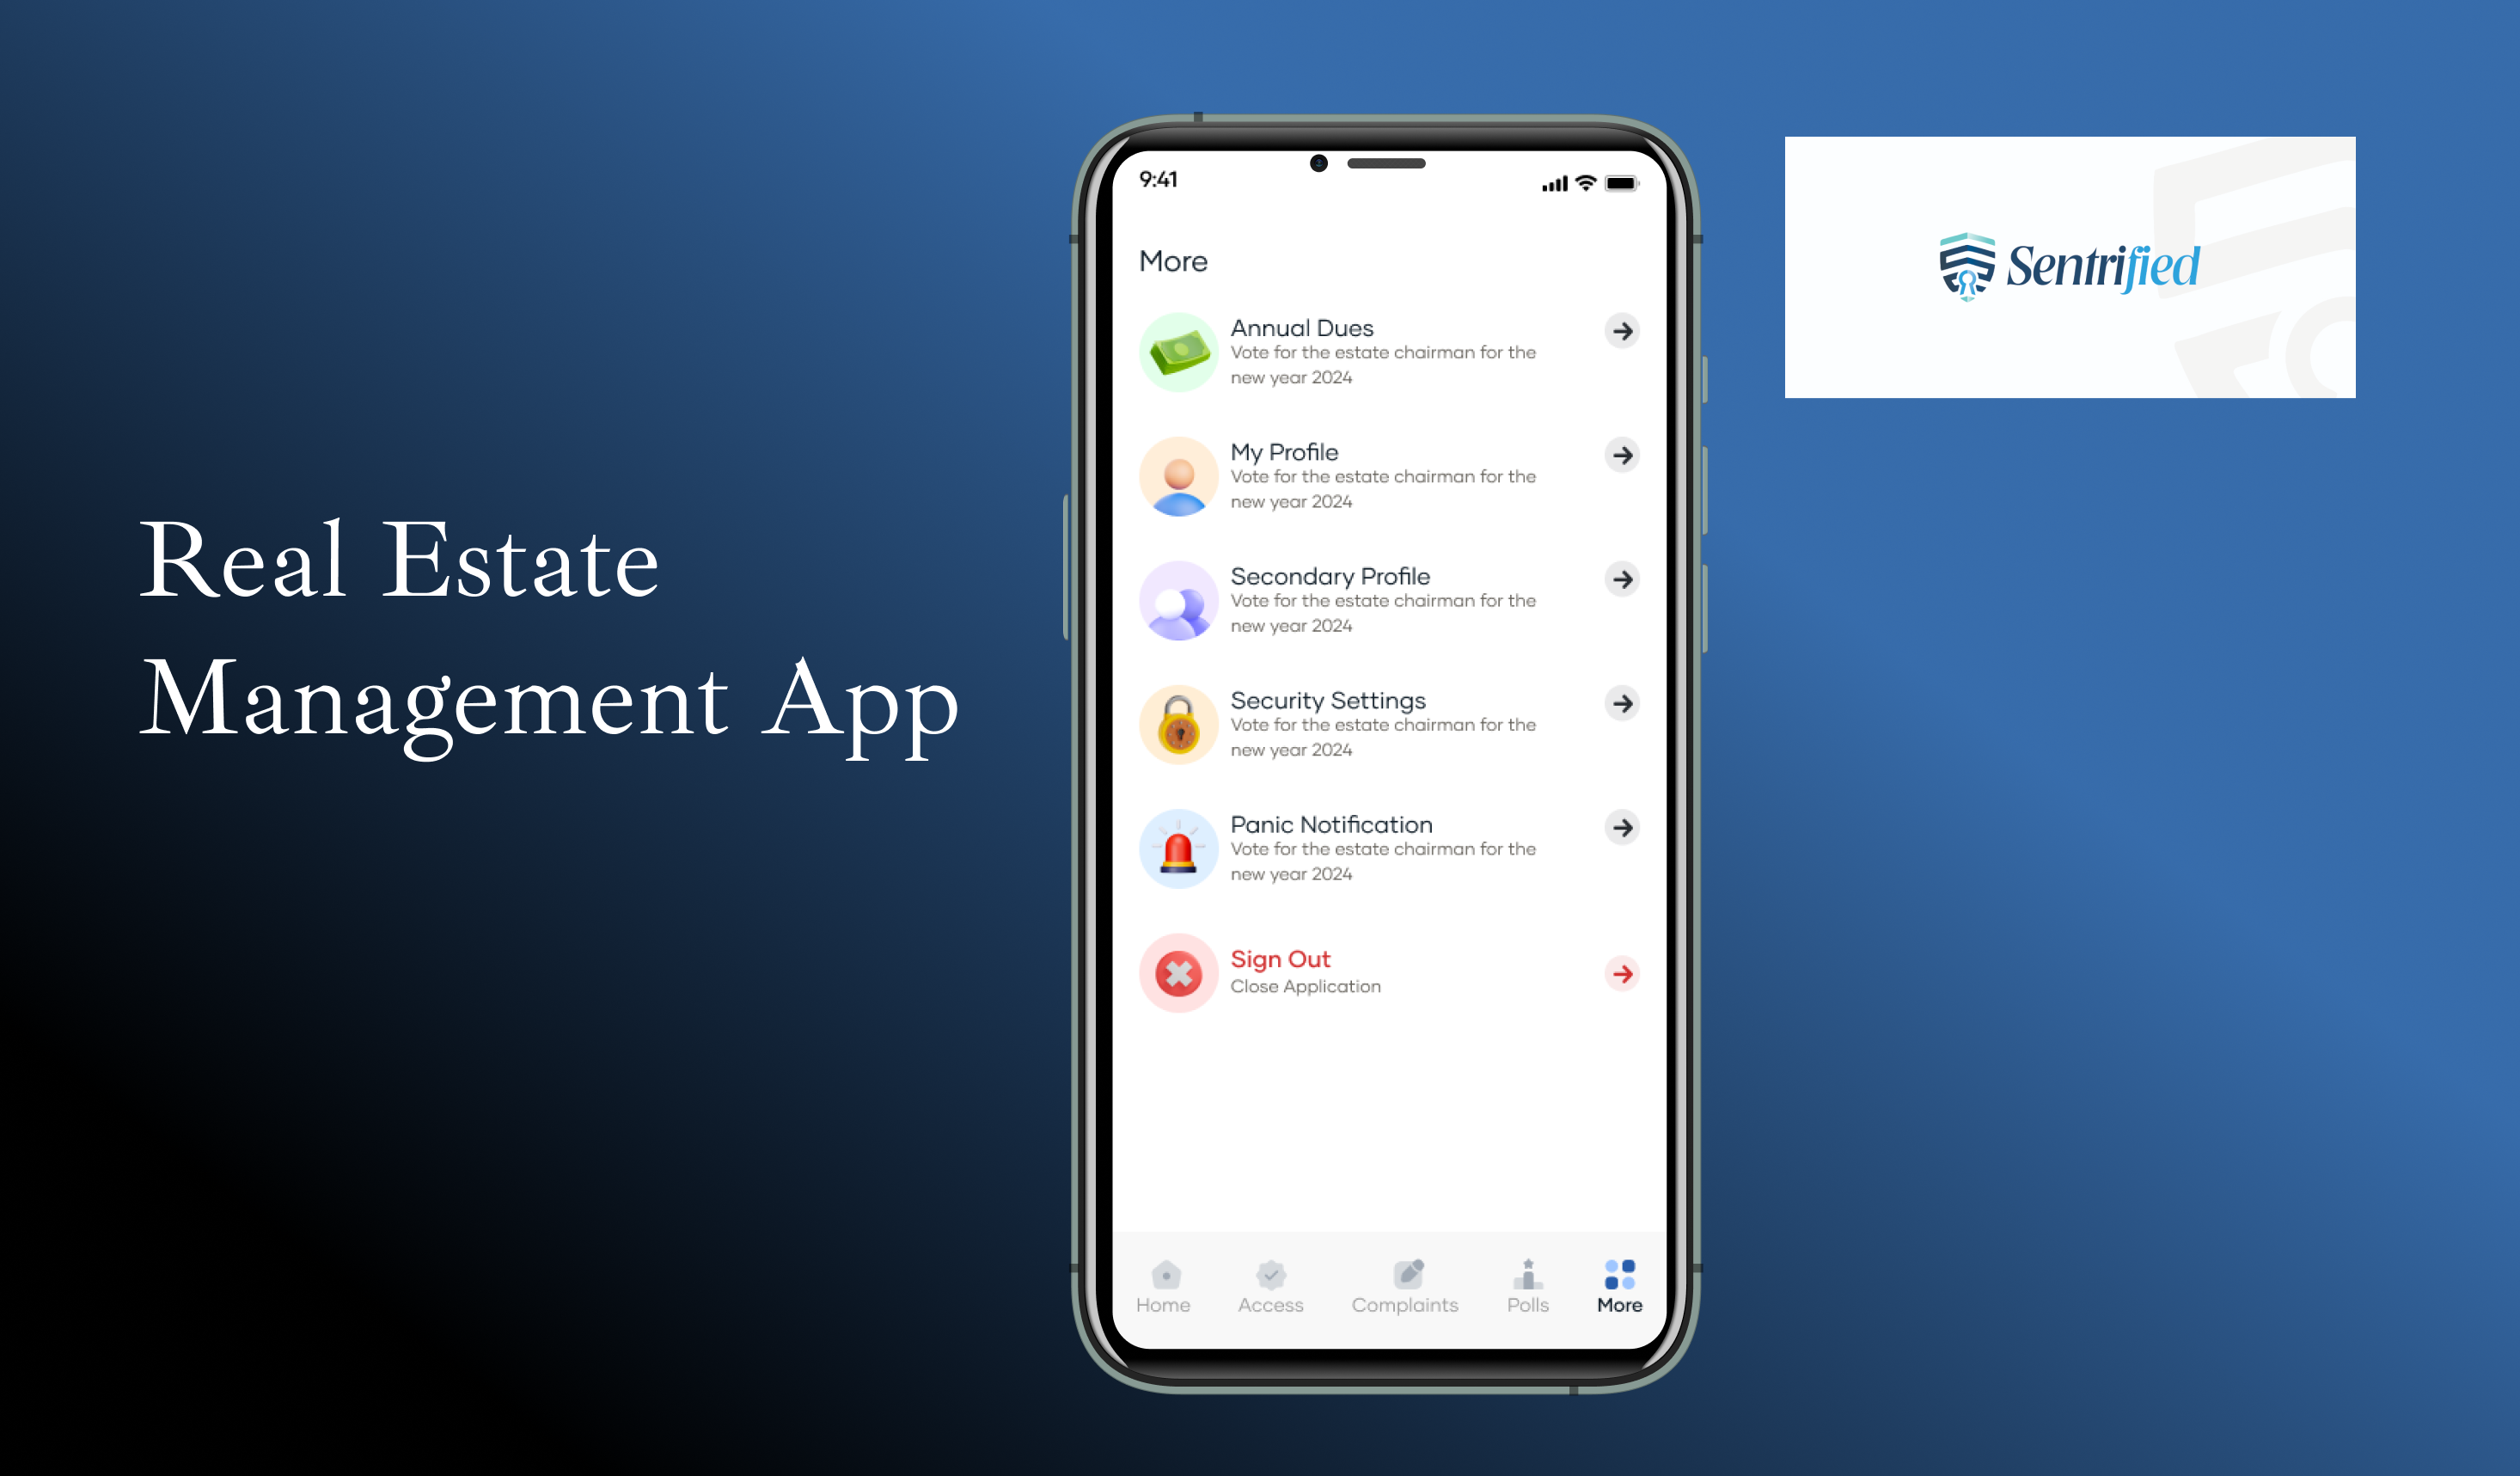 Real Estate
Management App
9:41
More
Annual Dues
Vote for the estate chairman for the
new year 2024
My Profile
Vote for the estate chairman for the
new year 2024
Secondary Profile
Vote for the estate chairman for the
new year 2024
Security Settings
Vote for the estate chairman for the
new year 2024
Panic Notification
Vote for the estate chairman for the
new year 2024
Sign Out
Close Application
Home Access Complaints Polls More
Sentrified